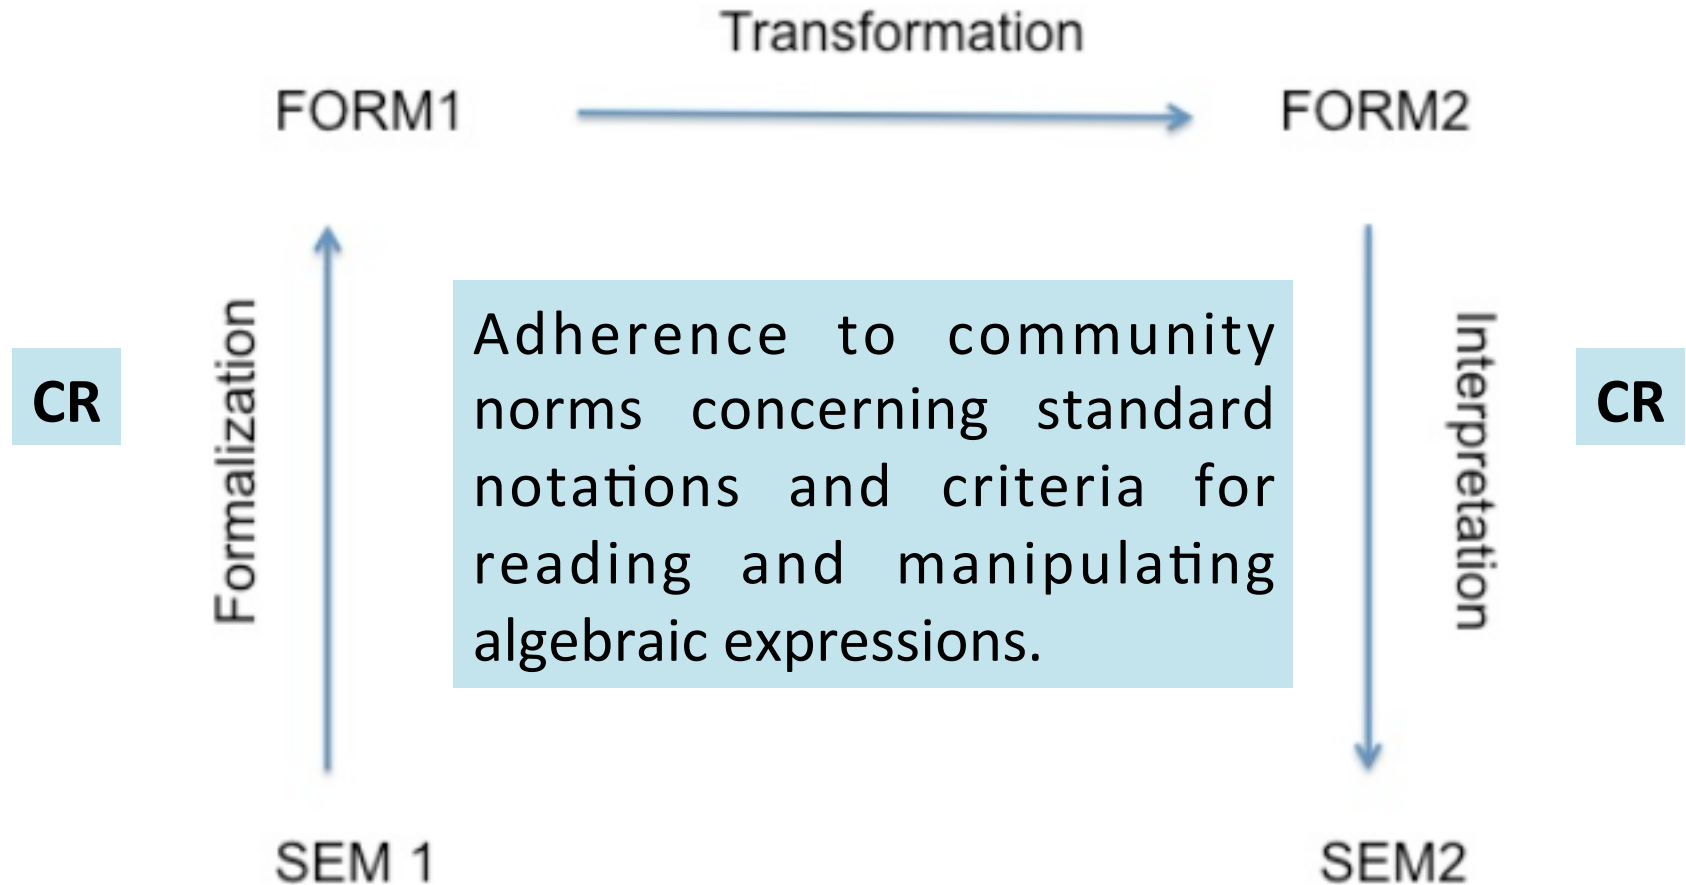 Transformation
FORM1
FORM2
CR
Formalization
Adherence to community
norms concerning standard
notations and criteria for
reading and manipulating
algebraic expressions.
Interpretation
CR
SEM 1
SEM2